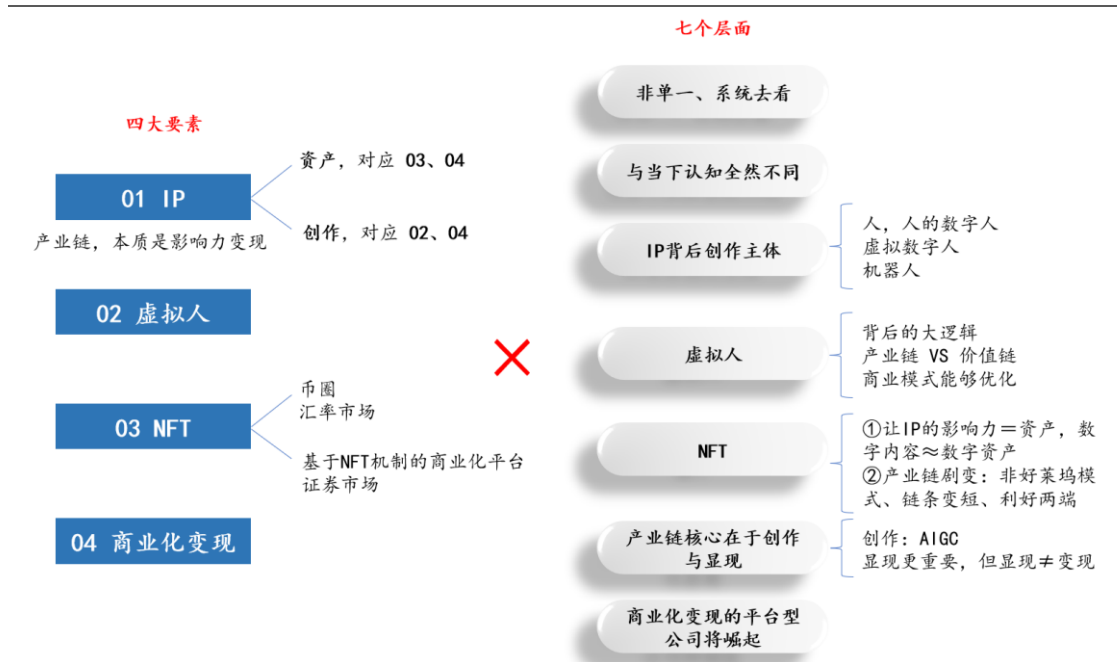 四大要素
01 IP
产业链，本质是影响力变现
资产，对应 03、04
创作，对应 02、04
02 虚拟人
03 NFT
币圈
汇率市场
基于NFT机制的商业化平台
证券市场
04 商业化变现
七个层面
非单一、系统去看
与当下认知全然不同
IP背后创作主体
人，人的数字人
虚拟数字人
机器人
虚拟人
背后的大逻辑
产业链 VS 价值链
商业模式能够优化
NFT
①让IP的影响力＝资产，数
字内容≈数字资产
②产业链剧变：非好莱坞模
式、链条变短、利好两端
产业链核心在于创作
与显现
创作：AIGC
显现更重要，但显现≠变现
商业化变现的平台型
公司将崛起